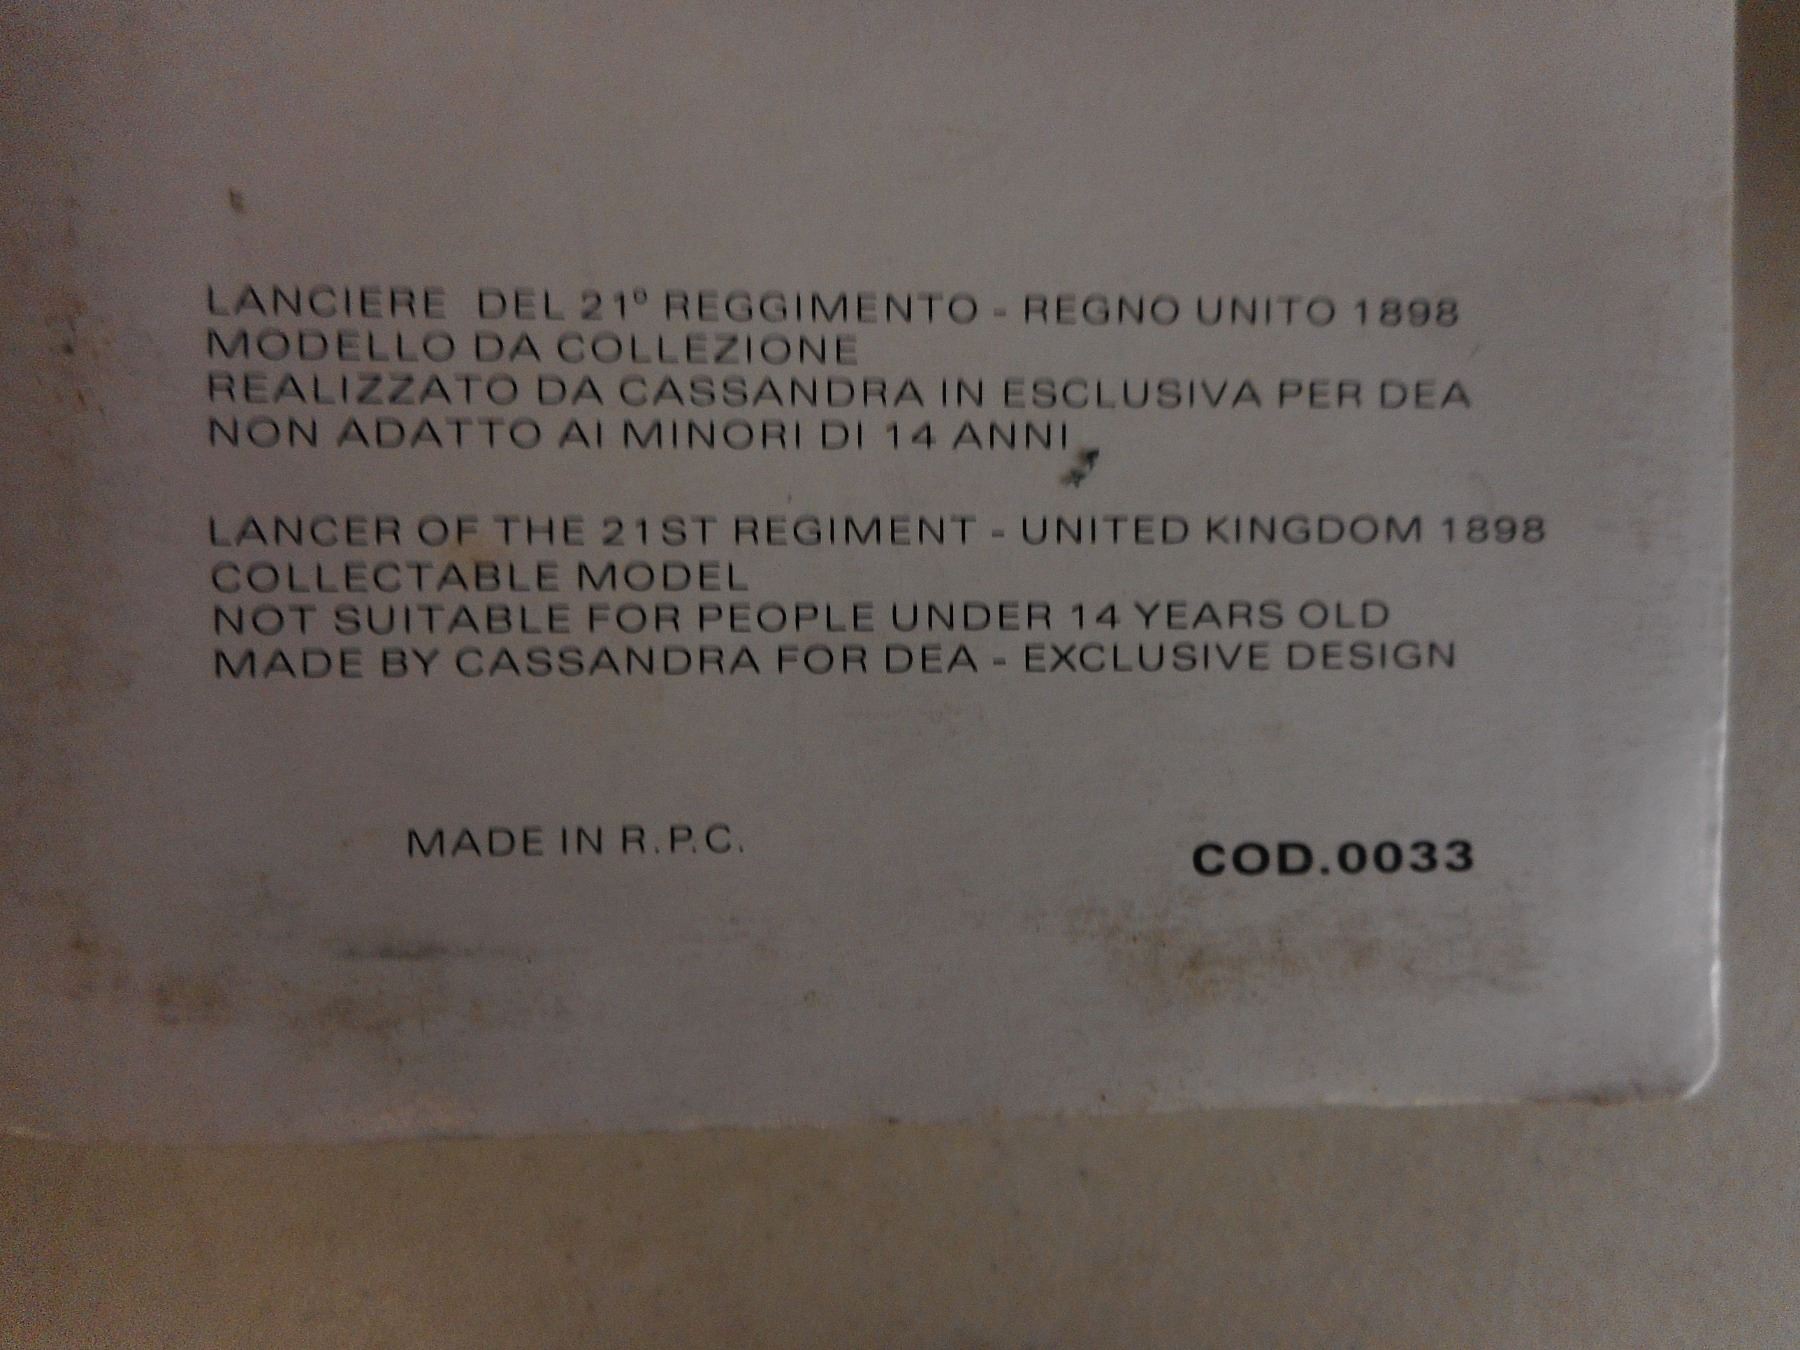 LANCIERE DEL 21° REGGIMENTO - REGNO UNITO 1898
MODELLO DA COLLEZIONE
REALIZZATO DA CASSANDRA IN ESCLUSIVA PER DEA
NON ADATTO AI MINORI DI 14 ANNI
LANCER OF THE 21ST REGIMENT - UNITED KINGDOM 1898
COLLECTABLE MODEL
NOT SUITABLE FOR PEOPLE UNDER 14 YEARS OLD
MADE BY CASSANDRA FOR DEA - EXCLUSIVE DESIGN
MADE IN R.P.C.
COD.0033